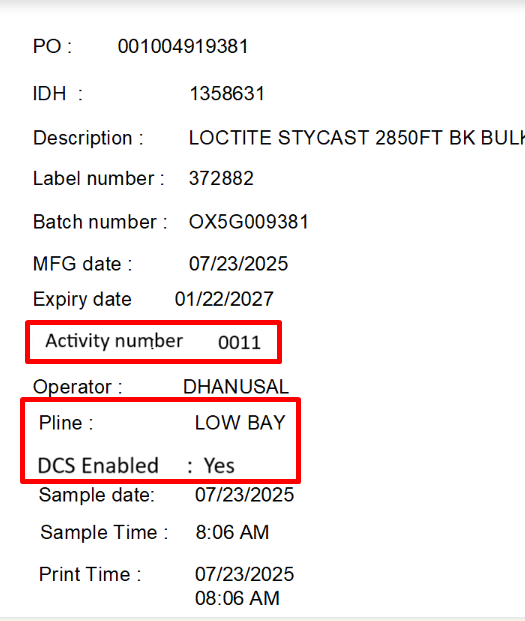 PO : 001004919381
IDH : 1358631
Description : LOCTITE STYCAST 2850FT BK BULK
Label number : 372882
Batch number : OX5G009381
MFG date : 07/23/2025
Expiry date 01/22/2027
Activity number 0011
Operator : DHANUSAL
Pline : LOW BAY
DCS Enabled : Yes
Sample date: 07/23/2025
Sample Time : 8:06 AM
Print Time : 07/23/2025
08:06 AM